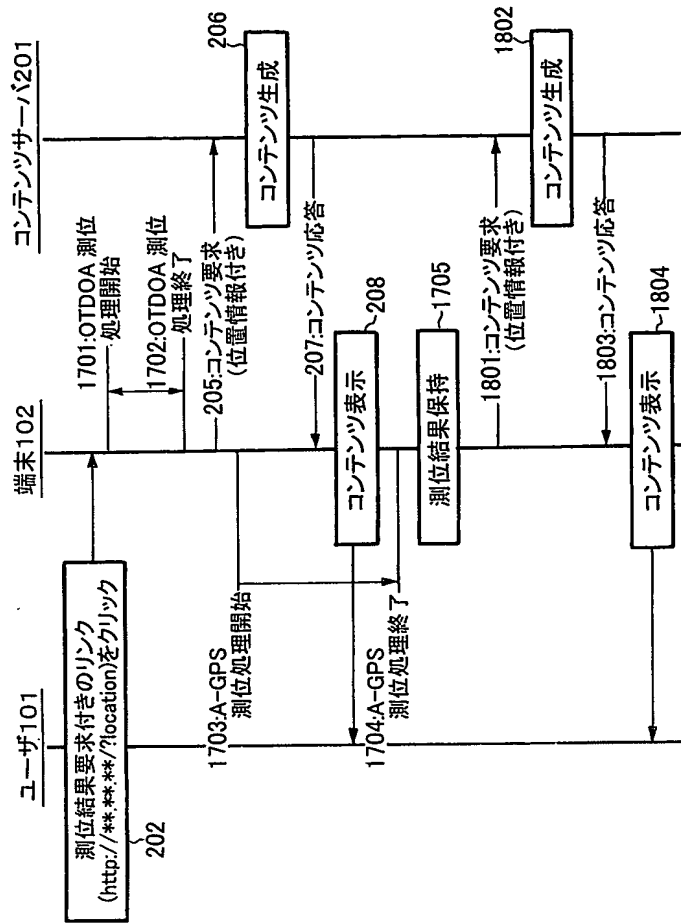 ユーザ101
端末102
コンテンツサーバ201
測位結果要求付きのリンク
(http://**.**.**/?location)をクリック
202
1701:OTDOA 測位
処理開始
1702:OTDOA 測位
処理終了
205:コンテンツ要求
(位置情報付き)
206
コンテンツ生成
1703:A-GPS
測位処理開始
207:コンテンツ応答
208
コンテンツ表示
1704:A-GPS
測位処理終了
1705
測位結果保持
1801:コンテンツ要求
(位置情報付き)
1802
コンテンツ生成
1803:コンテンツ応答
1804
コンテンツ表示